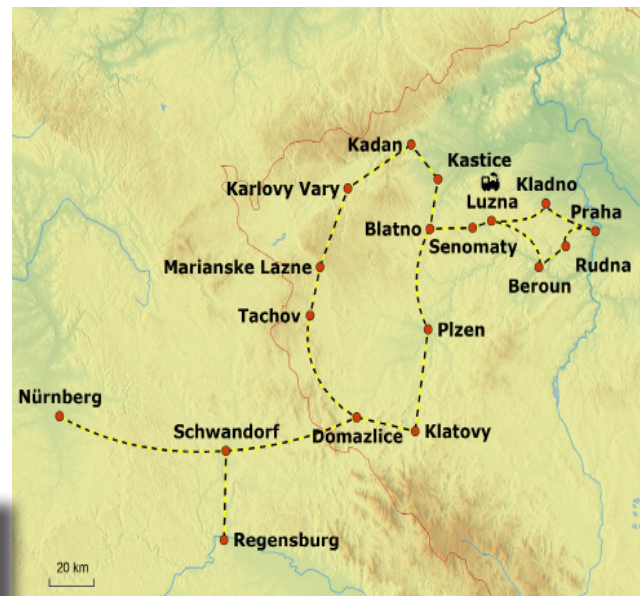 Kadan
Kastice
Karlovy Vary
Kladno
Luzna
Praha
Blatno
Senomaty
Rudna
Marianske Lazne
Beroun
Tachov
Plzen
Nürnberg
Schwandorf
Domazlice
Klatovy
Regensburg
20 km